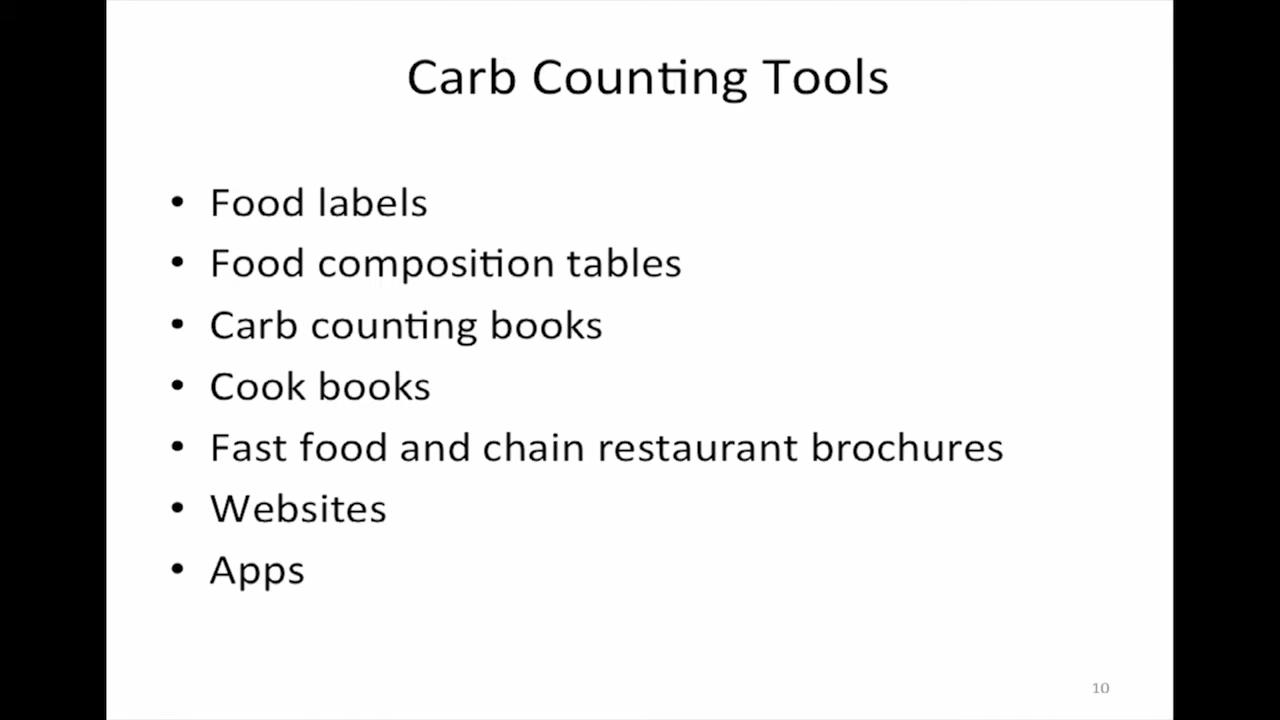 Carb Counting Tools
• Food labels
• Food composition tables
• Carb counting books
• Cook books
• Fast food and chain restaurant brochures
• Websites
• Apps
10